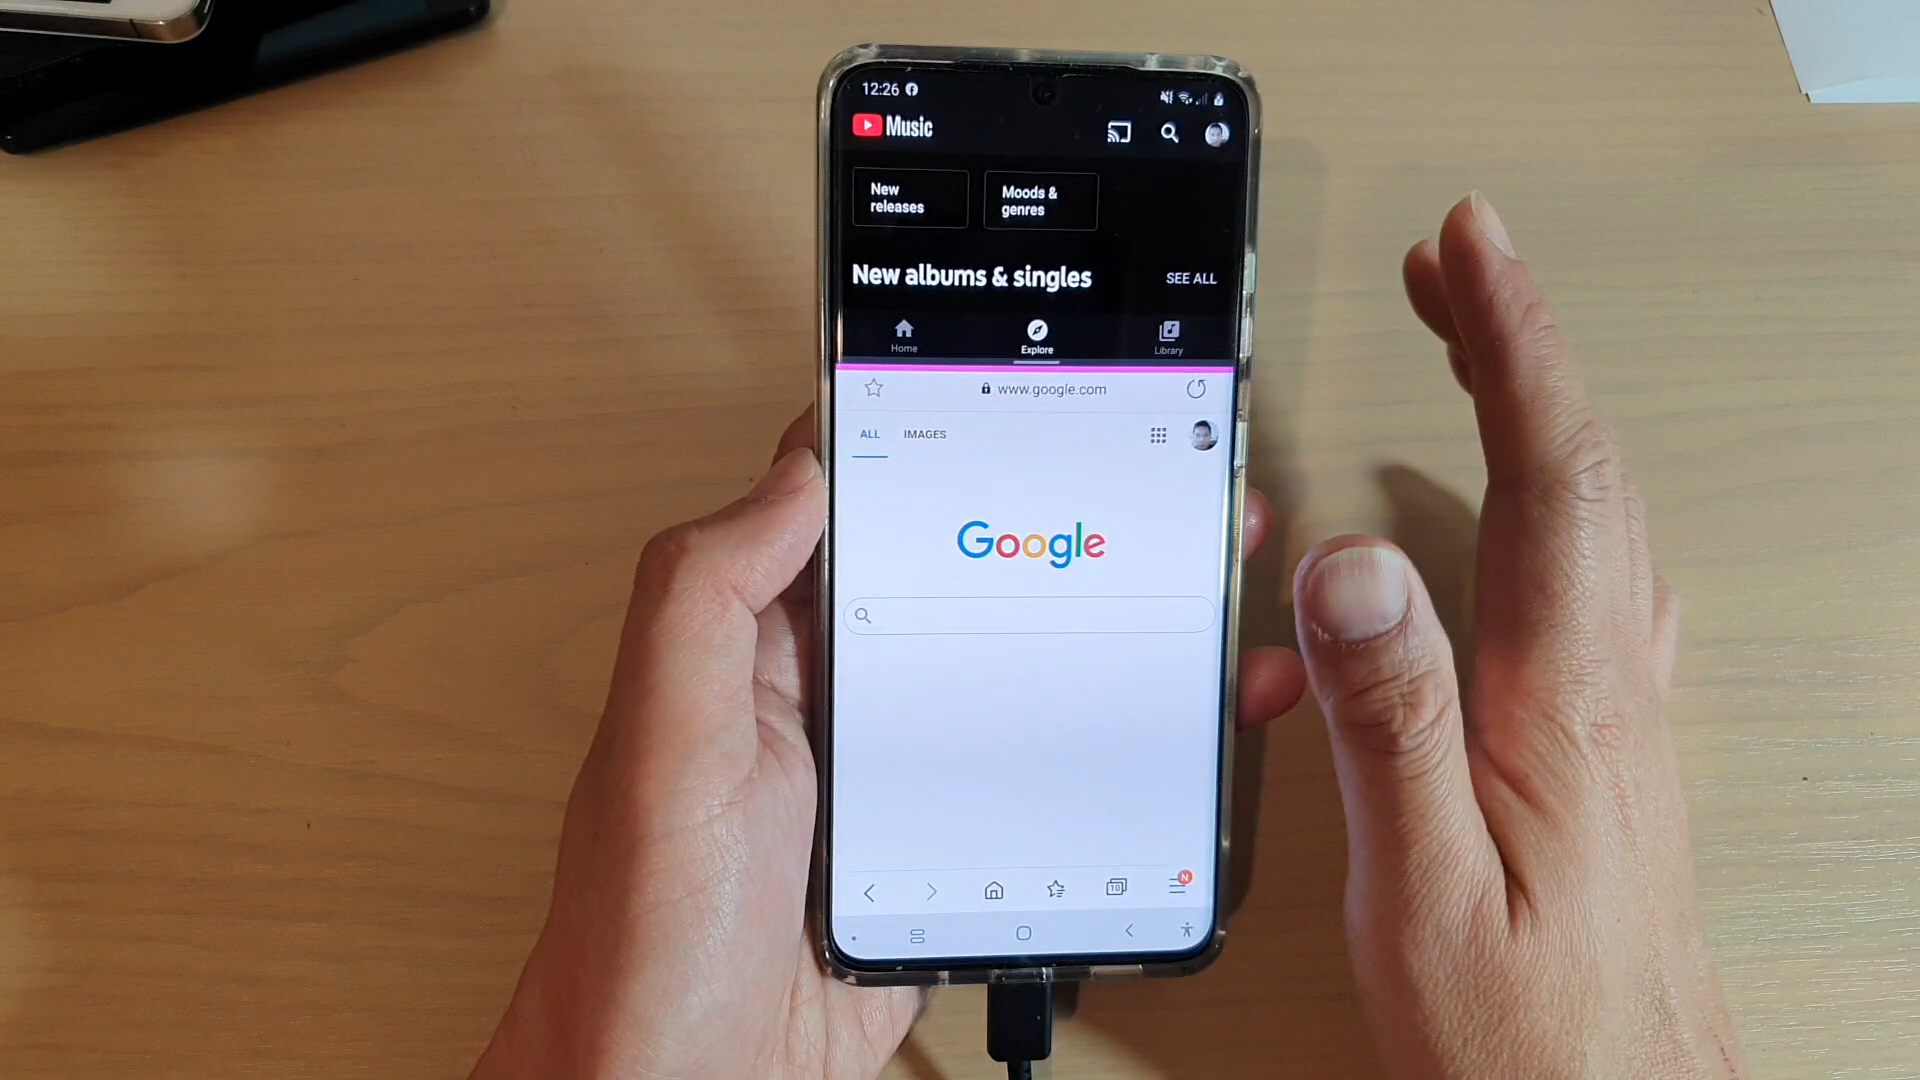 12:26
Music
New
releases
Moods &
genres
New albums & singles
SEE ALL
Home
Explore
Library
www.google.com
ALL
IMAGES
Google
10
N